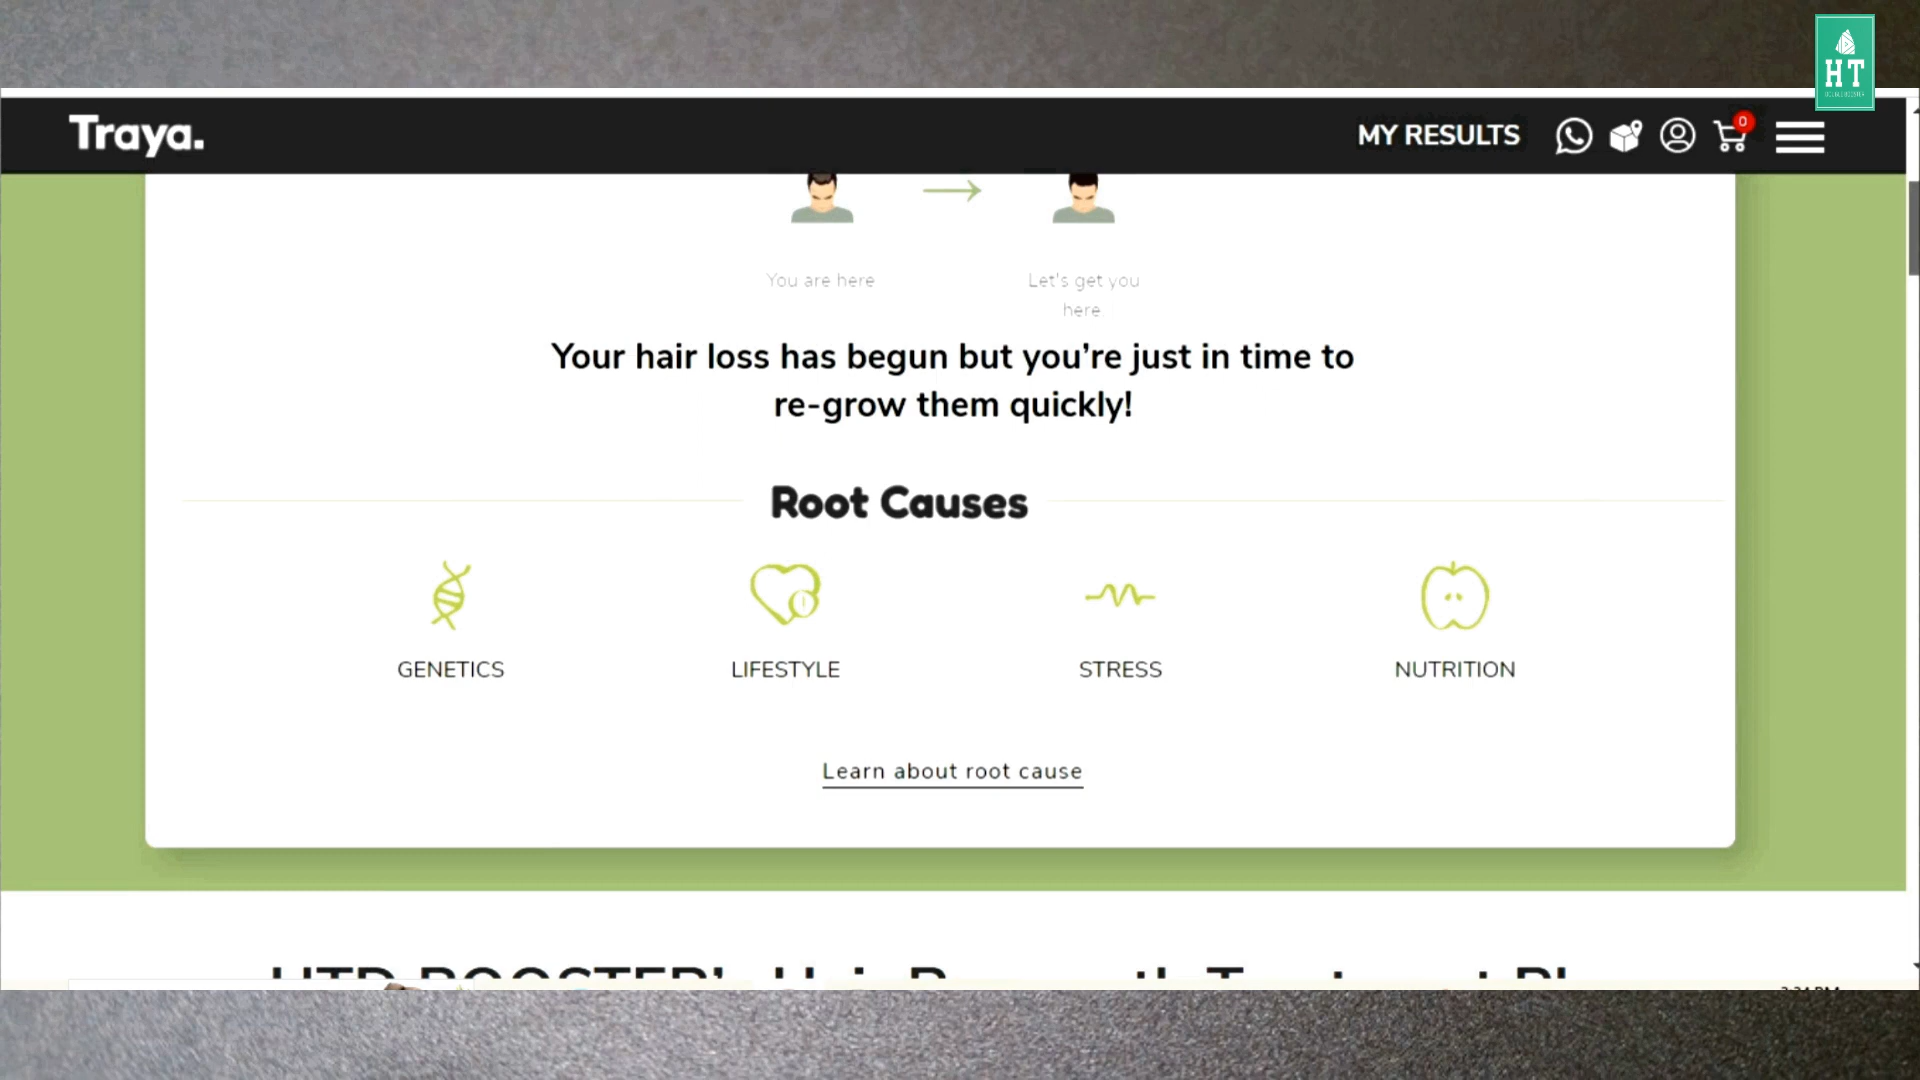 HT
Traya.
MY RESULTS
0
You are here
Let's get you
here.
Your hair loss has begun but you're just in time to
re-grow them quickly!
Root Causes
GENETICS
LIFESTYLE
STRESS
NUTRITION
Learn about root cause